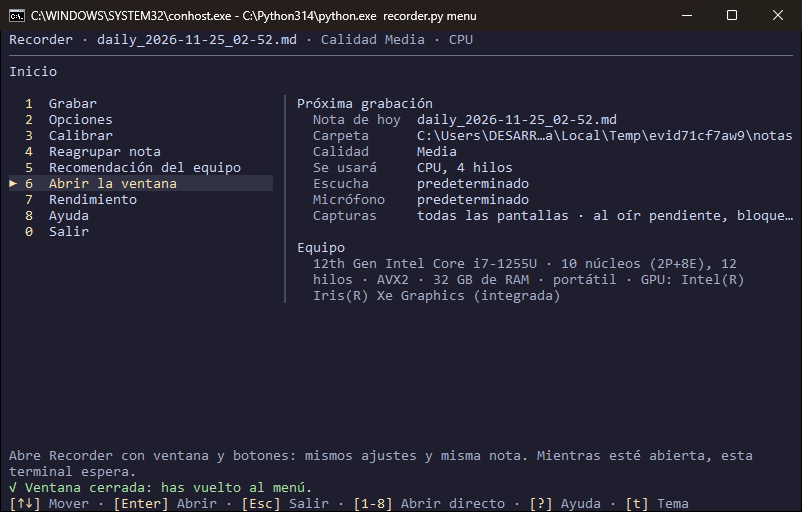 C:\WINDOWS\SYSTEM32\conhost.exe - C:\Python314\python.exe recorder.py menu
Recorder · daily_2026-11-25_02-52.md · Calidad Media · CPU
Inicio
1 Grabar
2 Opciones
3 Calibrar
4 Reagrupar nota
5 Recomendación del equipo
► 6 Abrir la ventana
7 Rendimiento
8 Ayuda
0 Salir
Próxima grabación
Nota de hoy daily_2026-11-25_02-52.md
Carpeta C:\Users\DESARR…a\Local\Temp\evid71cf7aw9\notas
Calidad Media
Se usará CPU, 4 hilos
Escucha predeterminado
Micrófono predeterminado
Capturas todas las pantallas · al oír pendiente, bloque…
Equipo
12th Gen Intel Core i7-1255U · 10 núcleos (2P+8E), 12
hilos · AVX2 · 32 GB de RAM · portátil · GPU: Intel(R)
Iris(R) Xe Graphics (integrada)
Abre Recorder con ventana y botones: mismos ajustes y misma nota. Mientras esté abierta, esta
terminal espera.
√ Ventana cerrada: has vuelto al menú.
[↑↓] Mover · [Enter] Abrir · [Esc] Salir · [1-8] Abrir directo · [?] Ayuda · [t] Tema